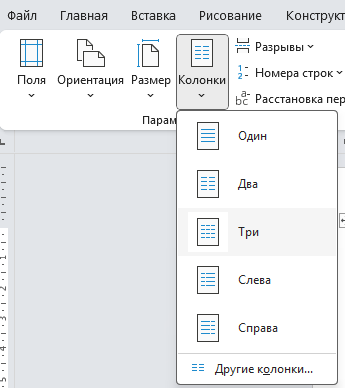 Файл Главная Вставка Рисование Конструкт
Поля Ориентация Размер Колонки
Разрывы
Номера строк
Расстановка пер
Парам
Один
Два
Три
Слева
Справа
Другие колонки...